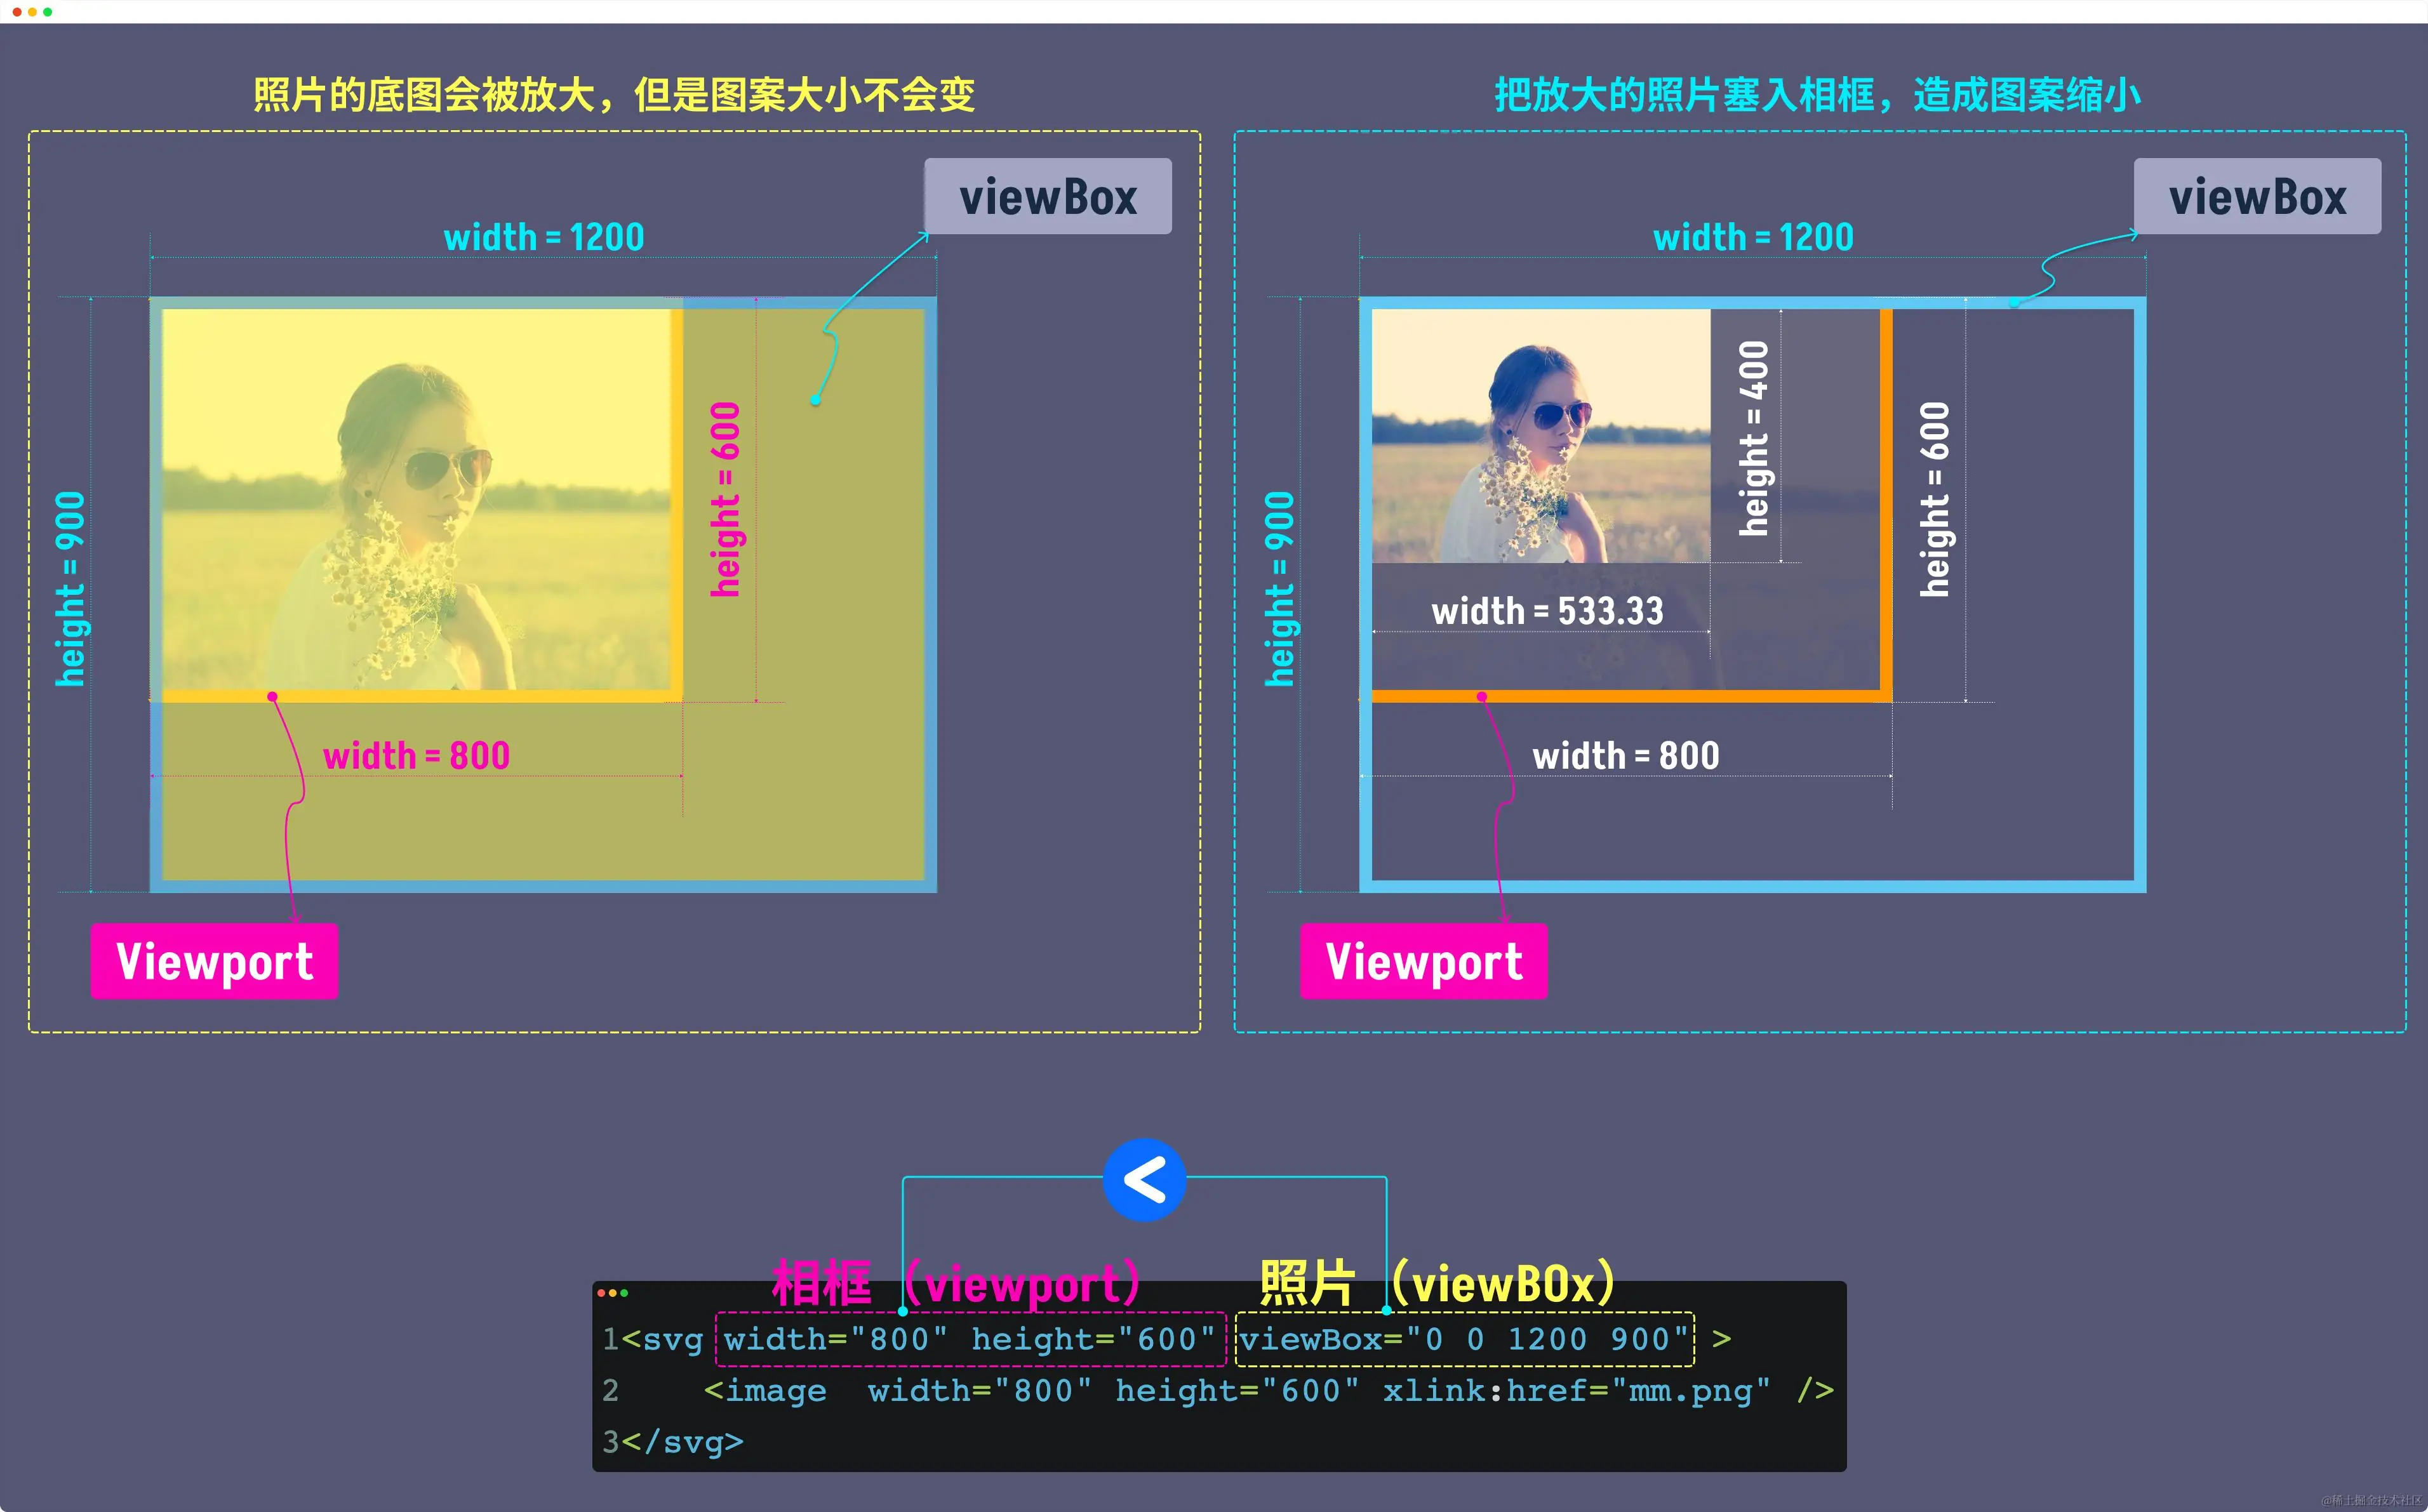 照片的底图会被放大，但是图案大小不会变
把放大的照片塞入相框，造成图案缩小
viewBox
width = 1200
height = 900
height = 600
width = 800
Viewport
viewBox
width = 1200
height = 900
height = 400
height = 600
width = 533.33
width = 800
Viewport
<
相框（viewport）
照片（viewBOx）
1<svg width="800" height="600" viewBox="0 0 1200 900" >
2    <image  width="800" height="600" xlink:href="mm.png" />
3</svg>
@稀土掘金技术社区